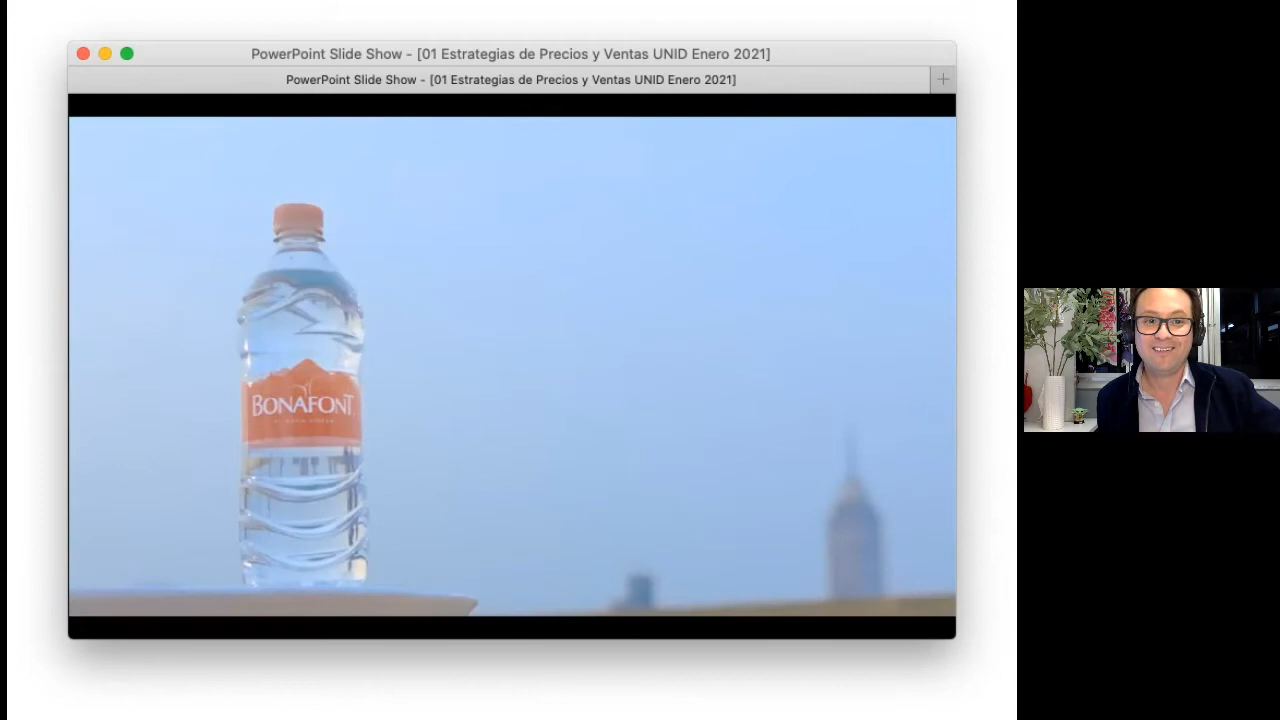 PowerPoint Slide Show - [01 Estrategias de Precios y Ventas UNID Enero 2021]
PowerPoint Slide Show - [01 Estrategias de Precios y Ventas UNID Enero 2021]
BONAFONT